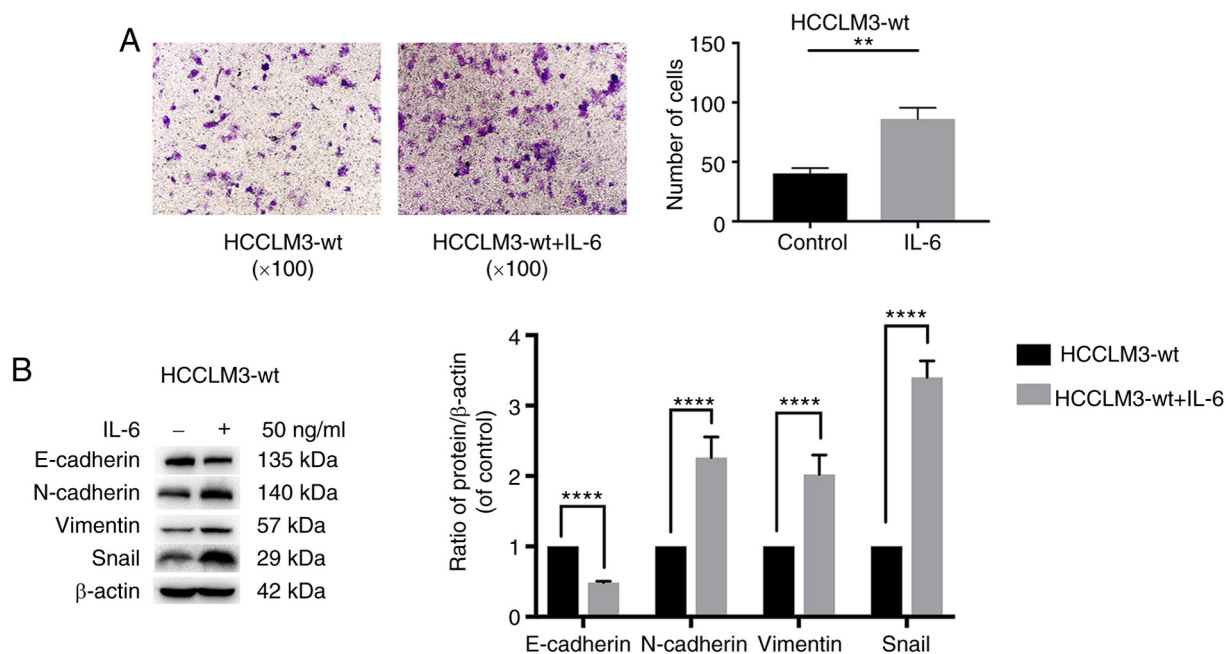 A
HCCLM3-wt
(×100)
HCCLM3-wt+IL-6
(×100)
HCCLM3-wt
**
Number of cells
150
100
50
0
Control
IL-6
B
HCCLM3-wt
IL-6 – + 50 ng/ml
E-cadherin 135 kDa
N-cadherin 140 kDa
Vimentin 57 kDa
Snail 29 kDa
β-actin 42 kDa
Ratio of protein/β-actin
(of control)
4
3
2
1
0
****
****
****
****
E-cadherin
N-cadherin
Vimentin
Snail
HCCLM3-wt
HCCLM3-wt+IL-6